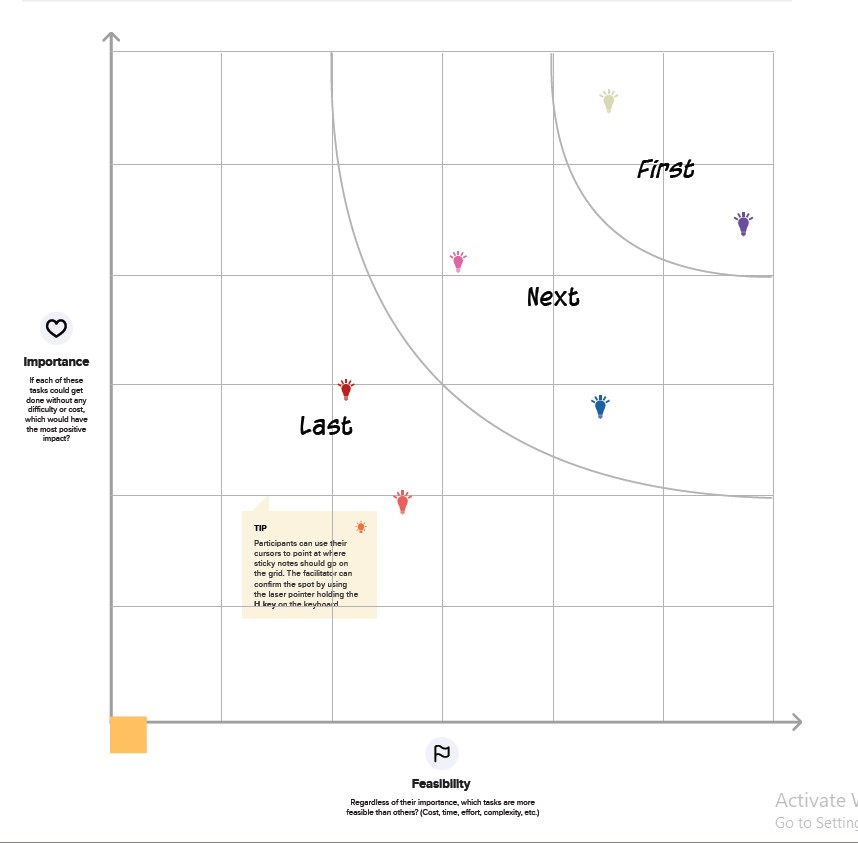 First
Next
Importance
If each of these
tasks could get
done without any
difficulty or cost,
which would have
the most positive
impact?
Last
TIP
Participants can use their
cursors to point at where
sticky notes should go on
the grid. The facilitator can
confirm the spot by using
the laser pointer holding the
H key on the keyboard
Feasibility
Regardless of their importance, which tasks are more
feasible than others? (Cost, time, effort, complexity, etc.)
Activate
Go to Setting